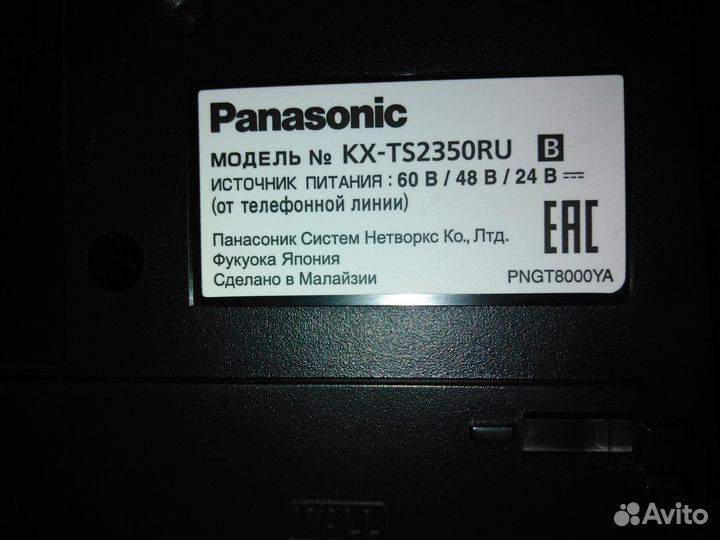 Panasonic
МОДЕЛЬ № KX-TS2350RU B
ИСТОЧНИК ПИТАНИЯ : 60 В / 48 В / 24 В
(от телефонной линии)
Панасоник Систем Нетворкс Ко., Лтд.
Фукуока Япония
Сделано в Малайзии
EAC
PNGT8000YA
WALL
Avito